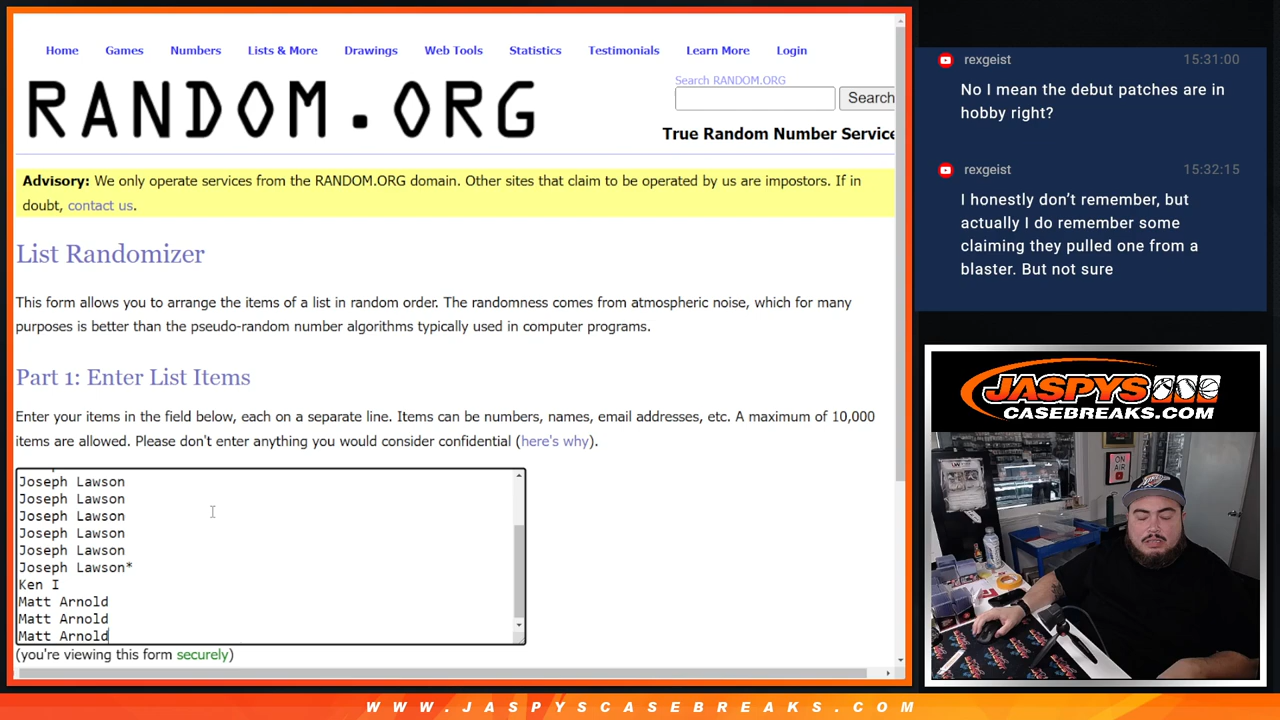 Home Games Numbers Lists & More Drawings Web Tools Statistics Testimonials Learn More Login
RANDOM.ORG
Search RANDOM.ORG
Search
True Random Number Service
Advisory: We only operate services from the RANDOM.ORG domain. Other sites that claim to be operated by us are impostors. If in
doubt, contact us.
List Randomizer
This form allows you to arrange the items of a list in random order. The randomness comes from atmospheric noise, which for many
purposes is better than the pseudo-random number algorithms typically used in computer programs.
Part 1: Enter List Items
Enter your items in the field below, each on a separate line. Items can be numbers, names, email addresses, etc. A maximum of 10,000
items are allowed. Please don't enter anything you would consider confidential (here's why).
Joseph Lawson
Joseph Lawson
Joseph Lawson
Joseph Lawson
Joseph Lawson
Joseph Lawson*
Ken I
Matt Arnold
Matt Arnold
Matt Arnold
(you're viewing this form securely)
rexgeist 15:31:00
No I mean the debut patches are in
hobby right?
rexgeist 15:32:15
I honestly don’t remember, but
actually I do remember some
claiming they pulled one from a
blaster. But not sure
JASPYS
CASEBREAKS.COM
ON
AIR
WWW.JASPYSCASEBREAKS.COM